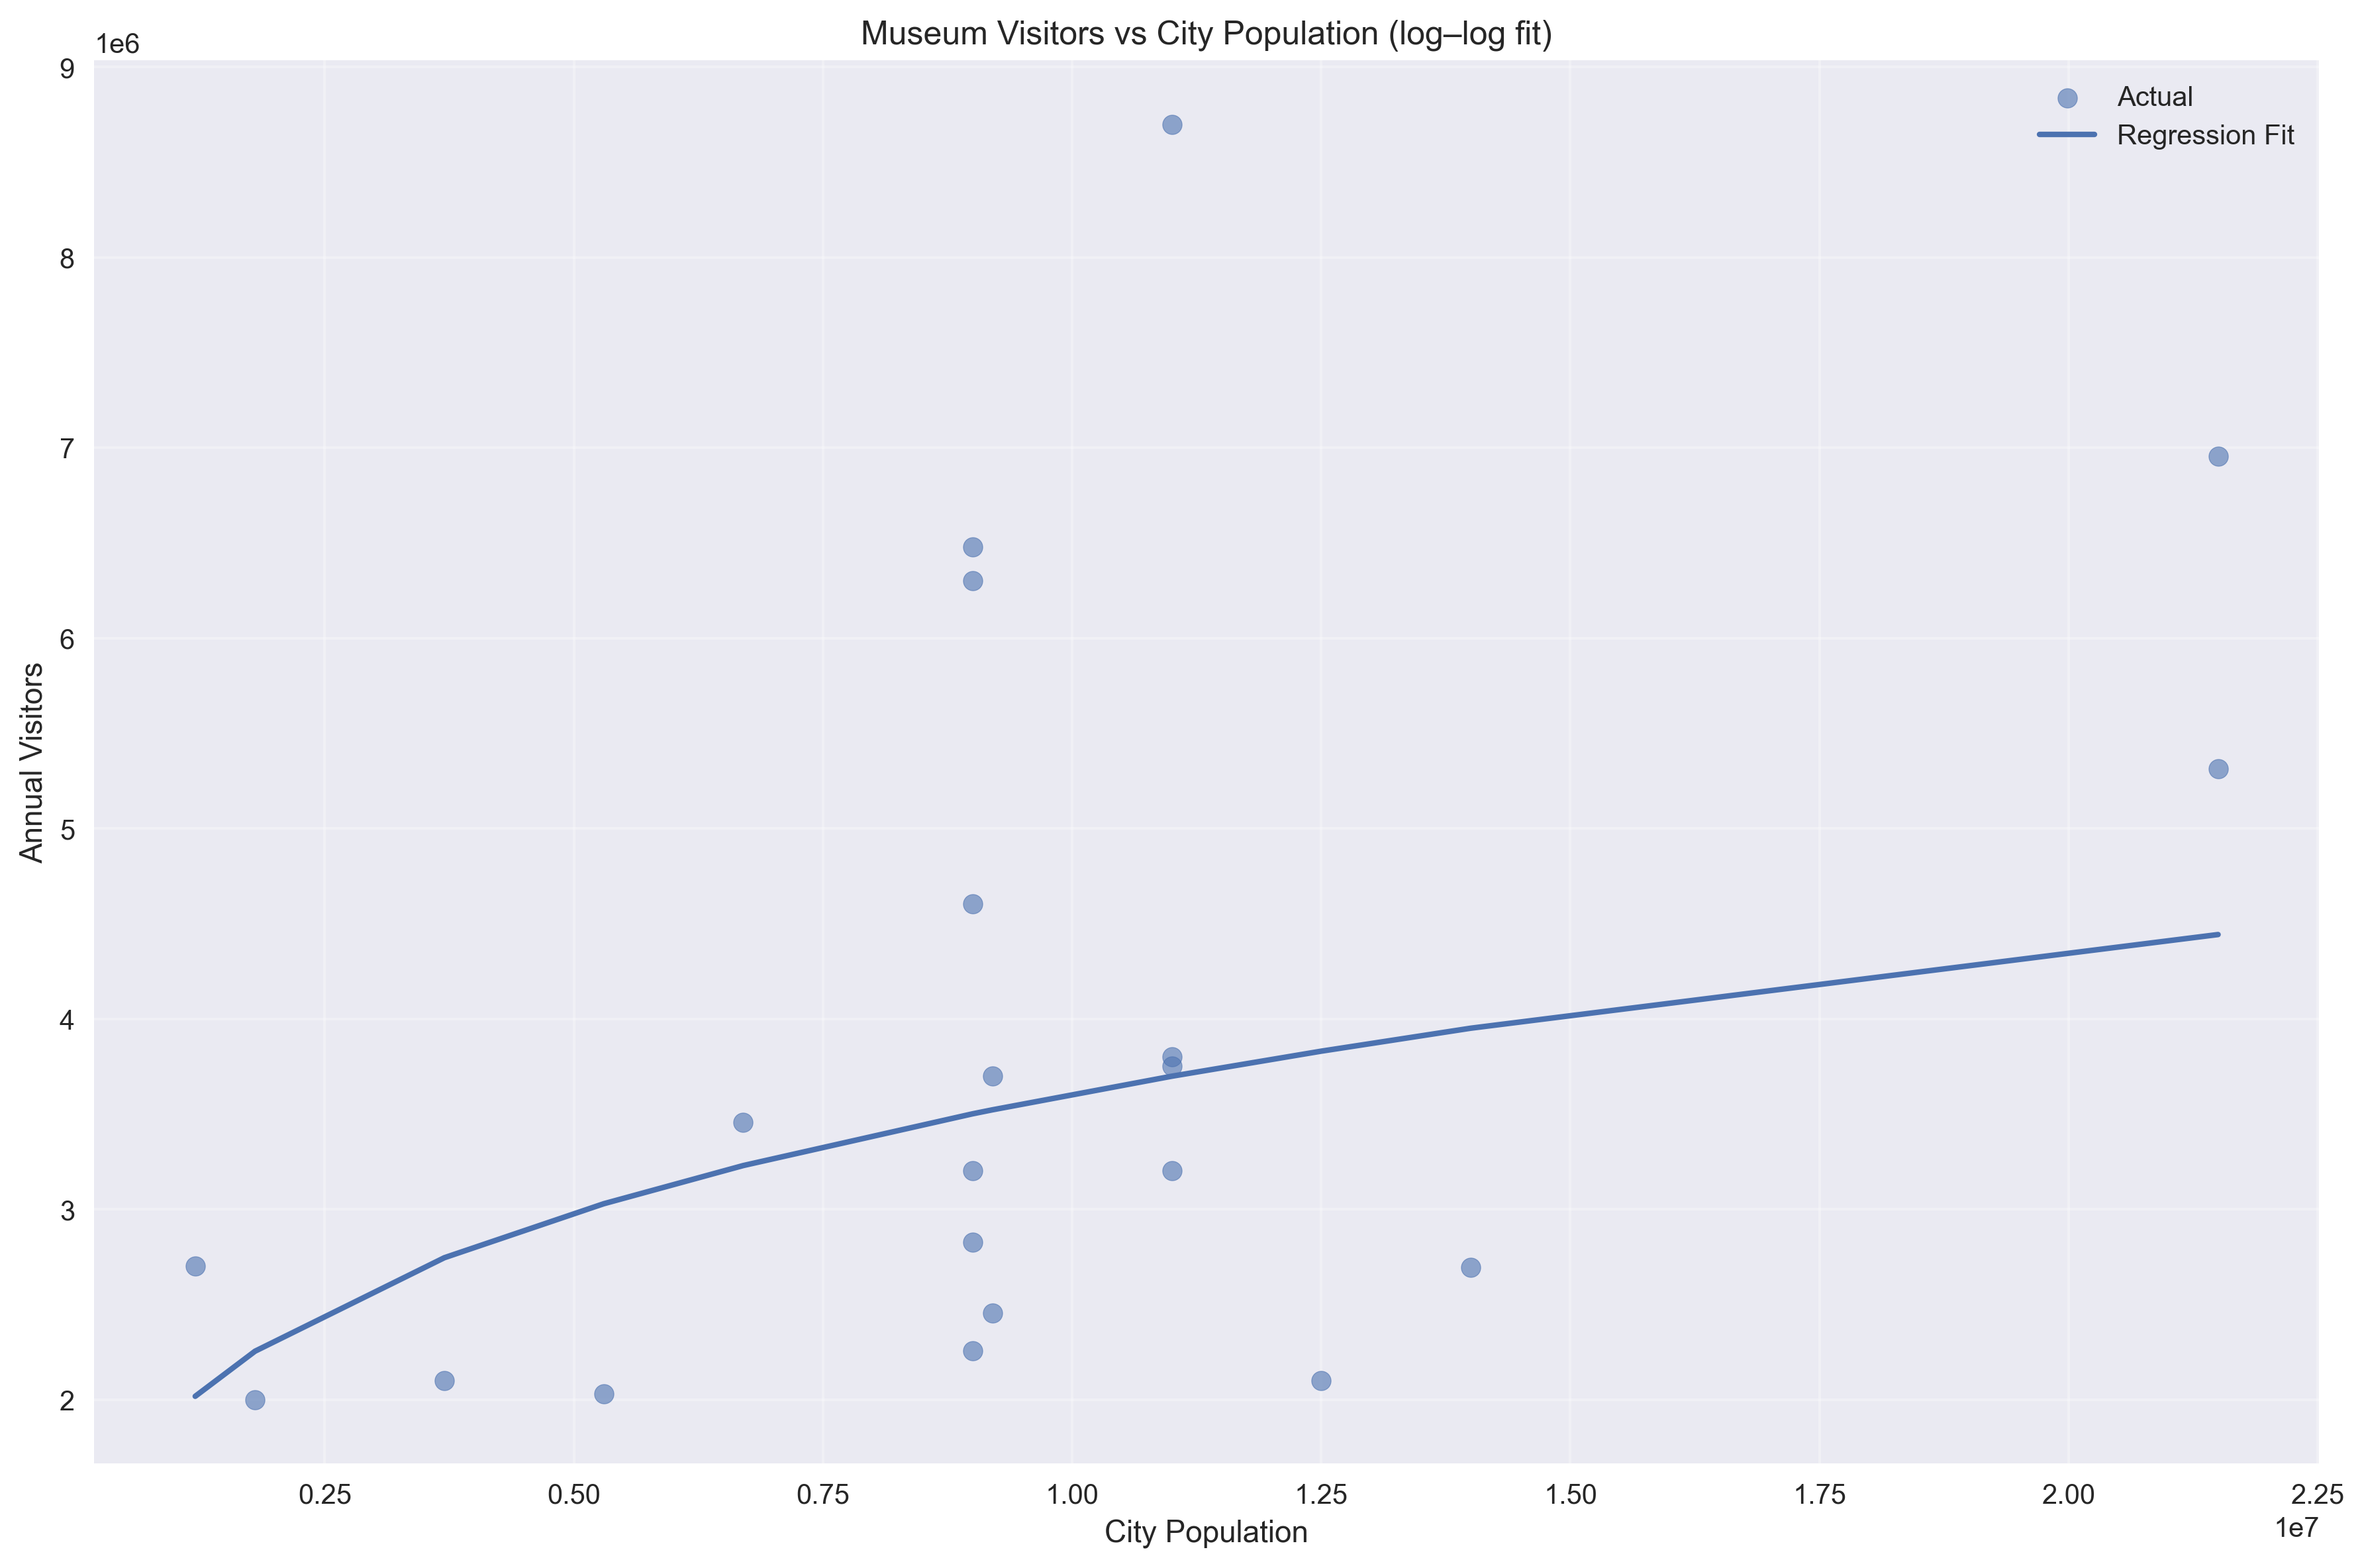 Museum Visitors vs City Population (log–log fit)
1e6
9
8
7
6
5
4
3
2
Annual Visitors
Actual
Regression Fit
0.25 0.50 0.75 1.00 1.25 1.50 1.75 2.00 2.25
1e7
City Population